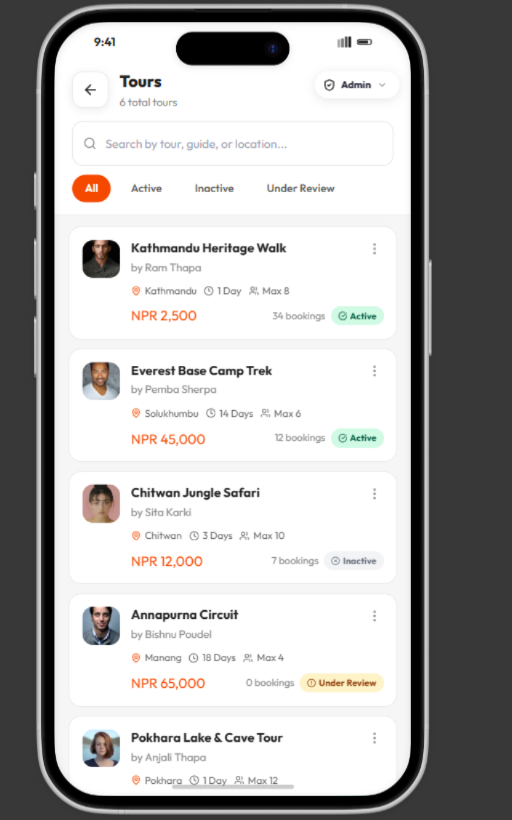 9:41
Tours
6 total tours
Admin
Search by tour, guide, or location...
All Active Inactive Under Review
Kathmandu Heritage Walk
by Ram Thapa
Kathmandu 1 Day Max 8
NPR 2,500 34 bookings Active
Everest Base Camp Trek
by Pemba Sherpa
Solukhumbu 14 Days Max 6
NPR 45,000 12 bookings Active
Chitwan Jungle Safari
by Sita Karki
Chitwan 3 Days Max 10
NPR 12,000 7 bookings Inactive
Annapurna Circuit
by Bishnu Poudel
Manang 18 Days Max 4
NPR 65,000 0 bookings Under Review
Pokhara Lake & Cave Tour
by Anjali Thapa
Pokhara 1 Day Max 12